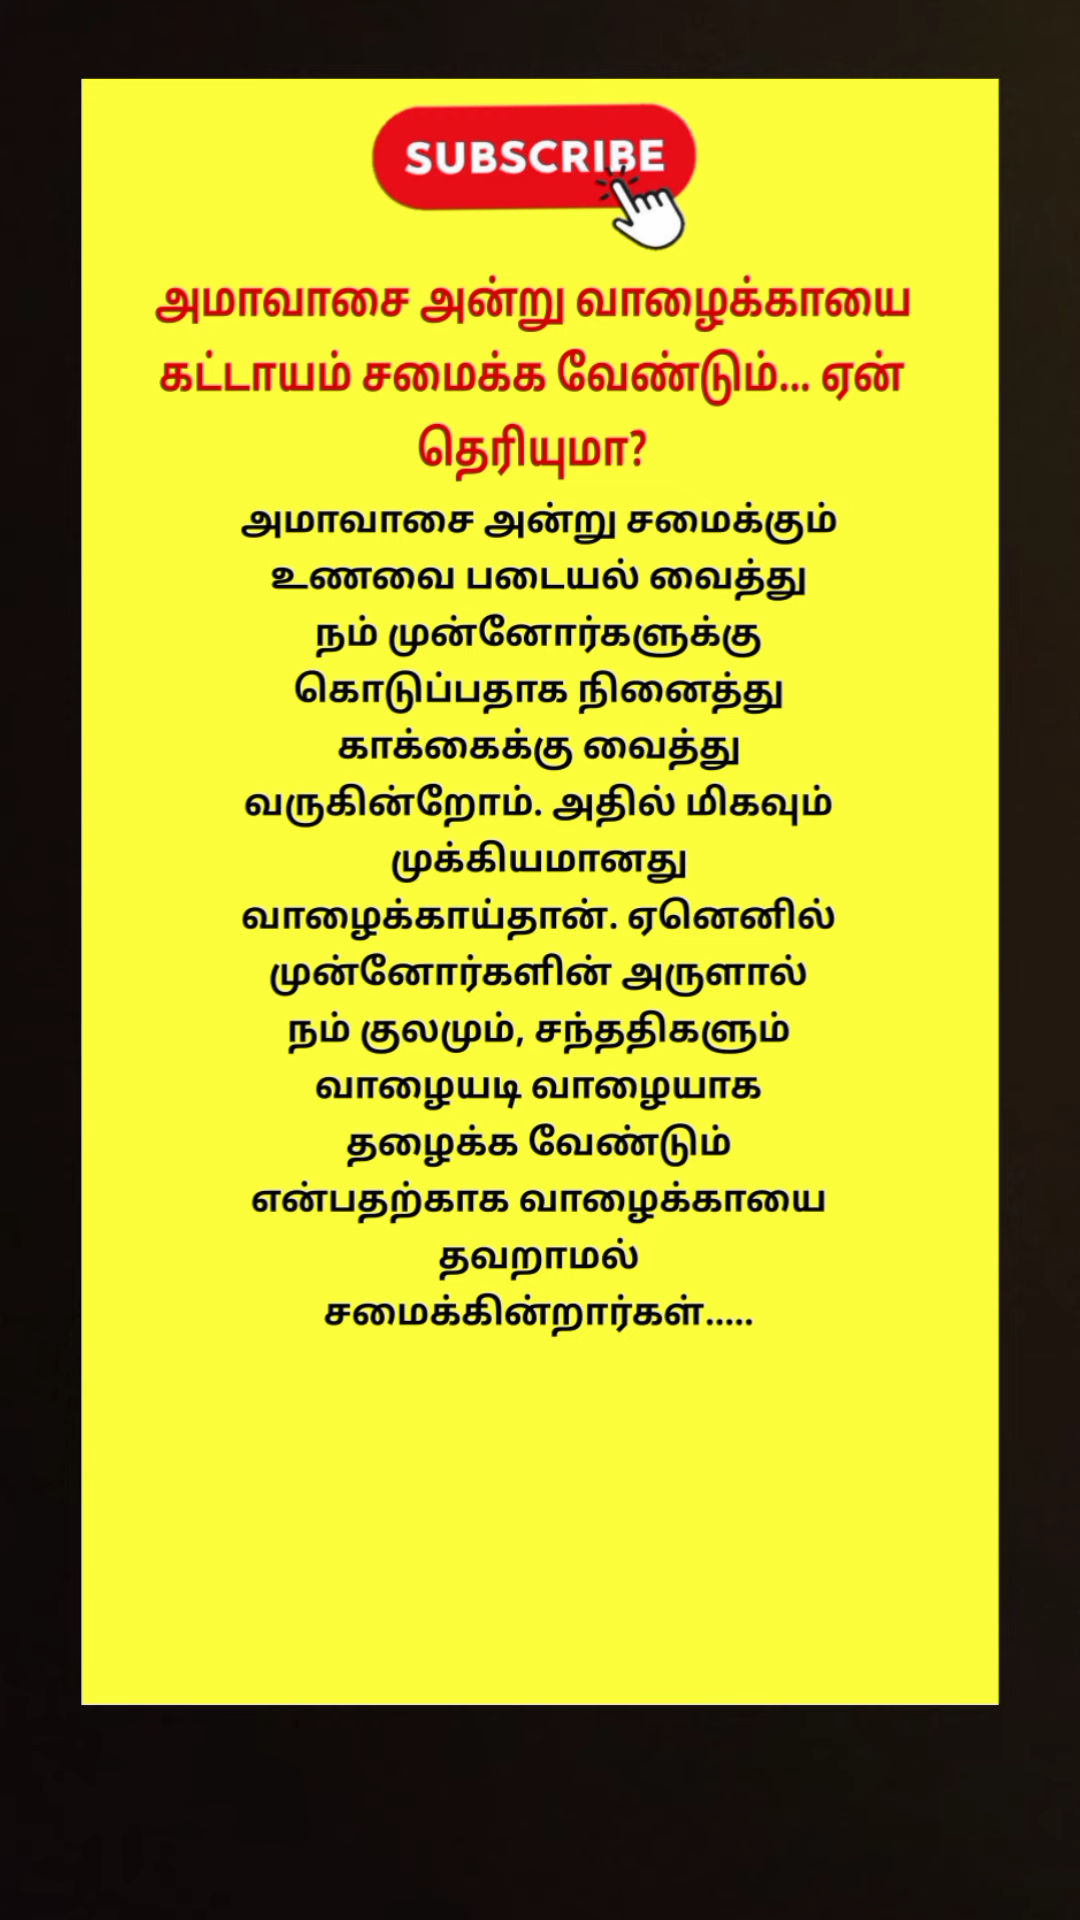 SUBSCRIBE
அமாவாசை அன்று வாழைக்காயை
கட்டாயம் சமைக்க வேண்டும்... ஏன்
தெரியுமா?
அமாவாசை அன்று சமைக்கும்
உணவை படையல் வைத்து
நம் முன்னோர்களுக்கு
கொடுப்பதாக நினைத்து
காக்கைக்கு வைத்து
வருகின்றோம். அதில் மிகவும்
முக்கியமானது
வாழைக்காய்தான். ஏனெனில்
முன்னோர்களின் அருளால்
நம் குலமும், சந்ததிகளும்
வாழையடி வாழையாக
தழைக்க வேண்டும்
என்பதற்காக வாழைக்காயை
தவறாமல்
சமைக்கின்றார்கள்.....